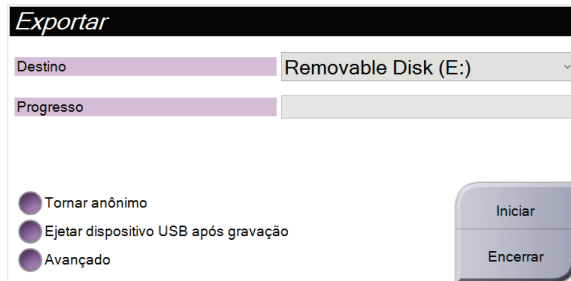 Exportar
Destino
Removable Disk (E:)
Progresso
Tornar anônimo
Ejetar dispositivo USB após gravação
Avançado
Iniciar
Encerrar